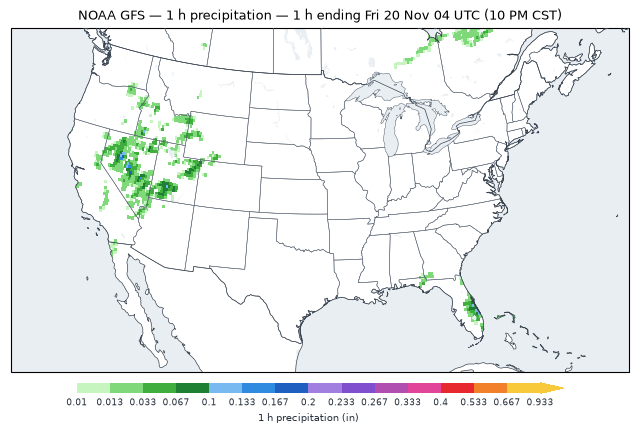 NOAA GFS — 1 h precipitation — 1 h ending Fri 20 Nov 04 UTC (10 PM CST)
0.01 0.013 0.033 0.067 0.1 0.133 0.167 0.2 0.233 0.267 0.333 0.4 0.533 0.667 0.933
1 h precipitation (in)